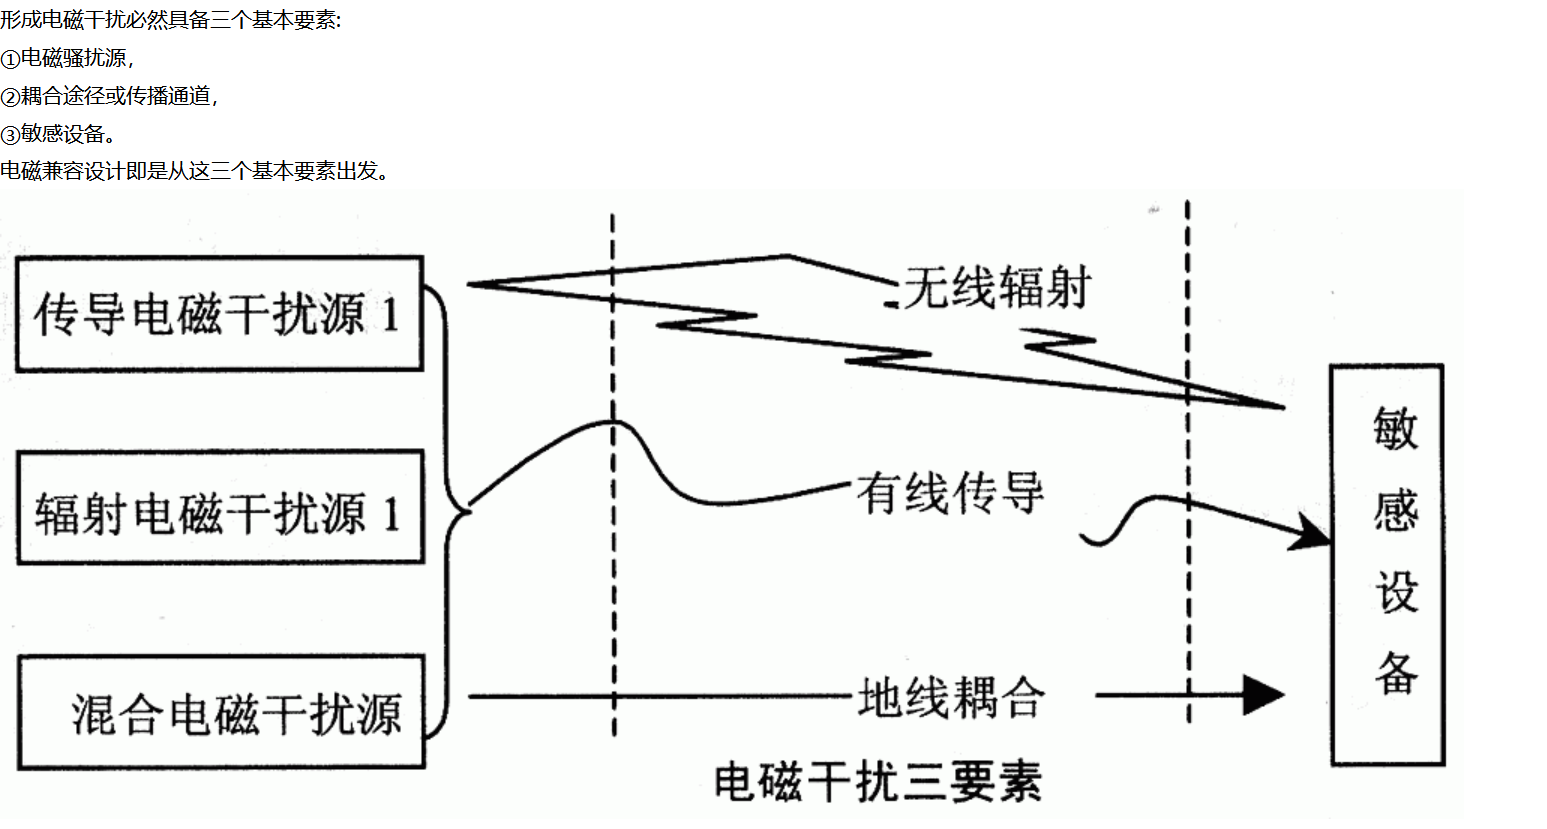 形成电磁干扰必然具备三个基本要素:
①电磁骚扰源，
②耦合途径或传播通道，
③敏感设备。
电磁兼容设计即是从这三个基本要素出发。
传导电磁干扰源 1
无线辐射
辐射电磁干扰源 1
有线传导
混合电磁干扰源
地线耦合
敏感设备
电磁干扰三要素